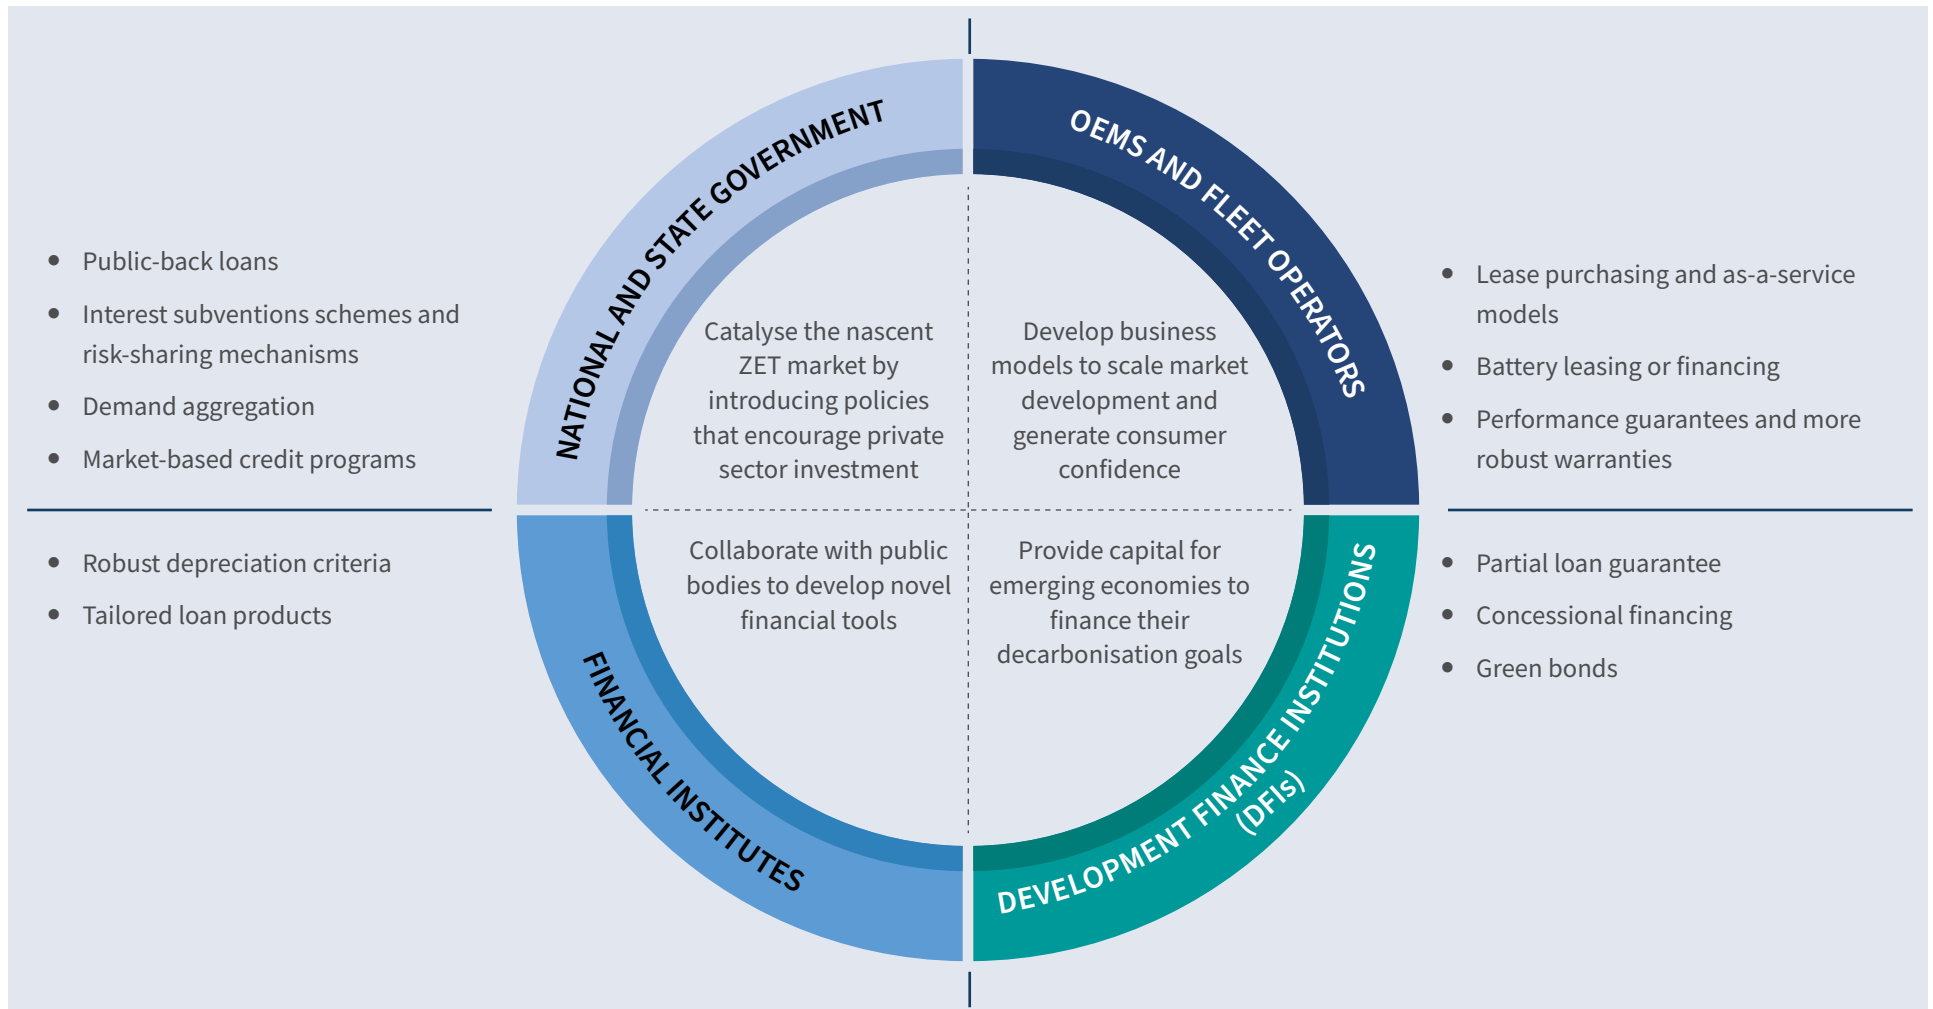 NATIONAL AND STATE GOVERNMENT
Public-back loans
Interest subventions schemes and
risk-sharing mechanisms
Demand aggregation
Market-based credit programs
Catalyse the nascent
ZET market by
introducing policies
that encourage private
sector investment
OEMS AND FLEET OPERATORS
Develop business
models to scale market
development and
generate consumer
confidence
Lease purchasing and as-a-service
models
Battery leasing or financing
Performance guarantees and more
robust warranties
FINANCIAL INSTITUTES
Robust depreciation criteria
Tailored loan products
Collaborate with public
bodies to develop novel
financial tools
DEVELOPMENT FINANCE INSTITUTIONS
(DFIs)
Provide capital for
emerging economies to
finance their
decarbonisation goals
Partial loan guarantee
Concessional financing
Green bonds